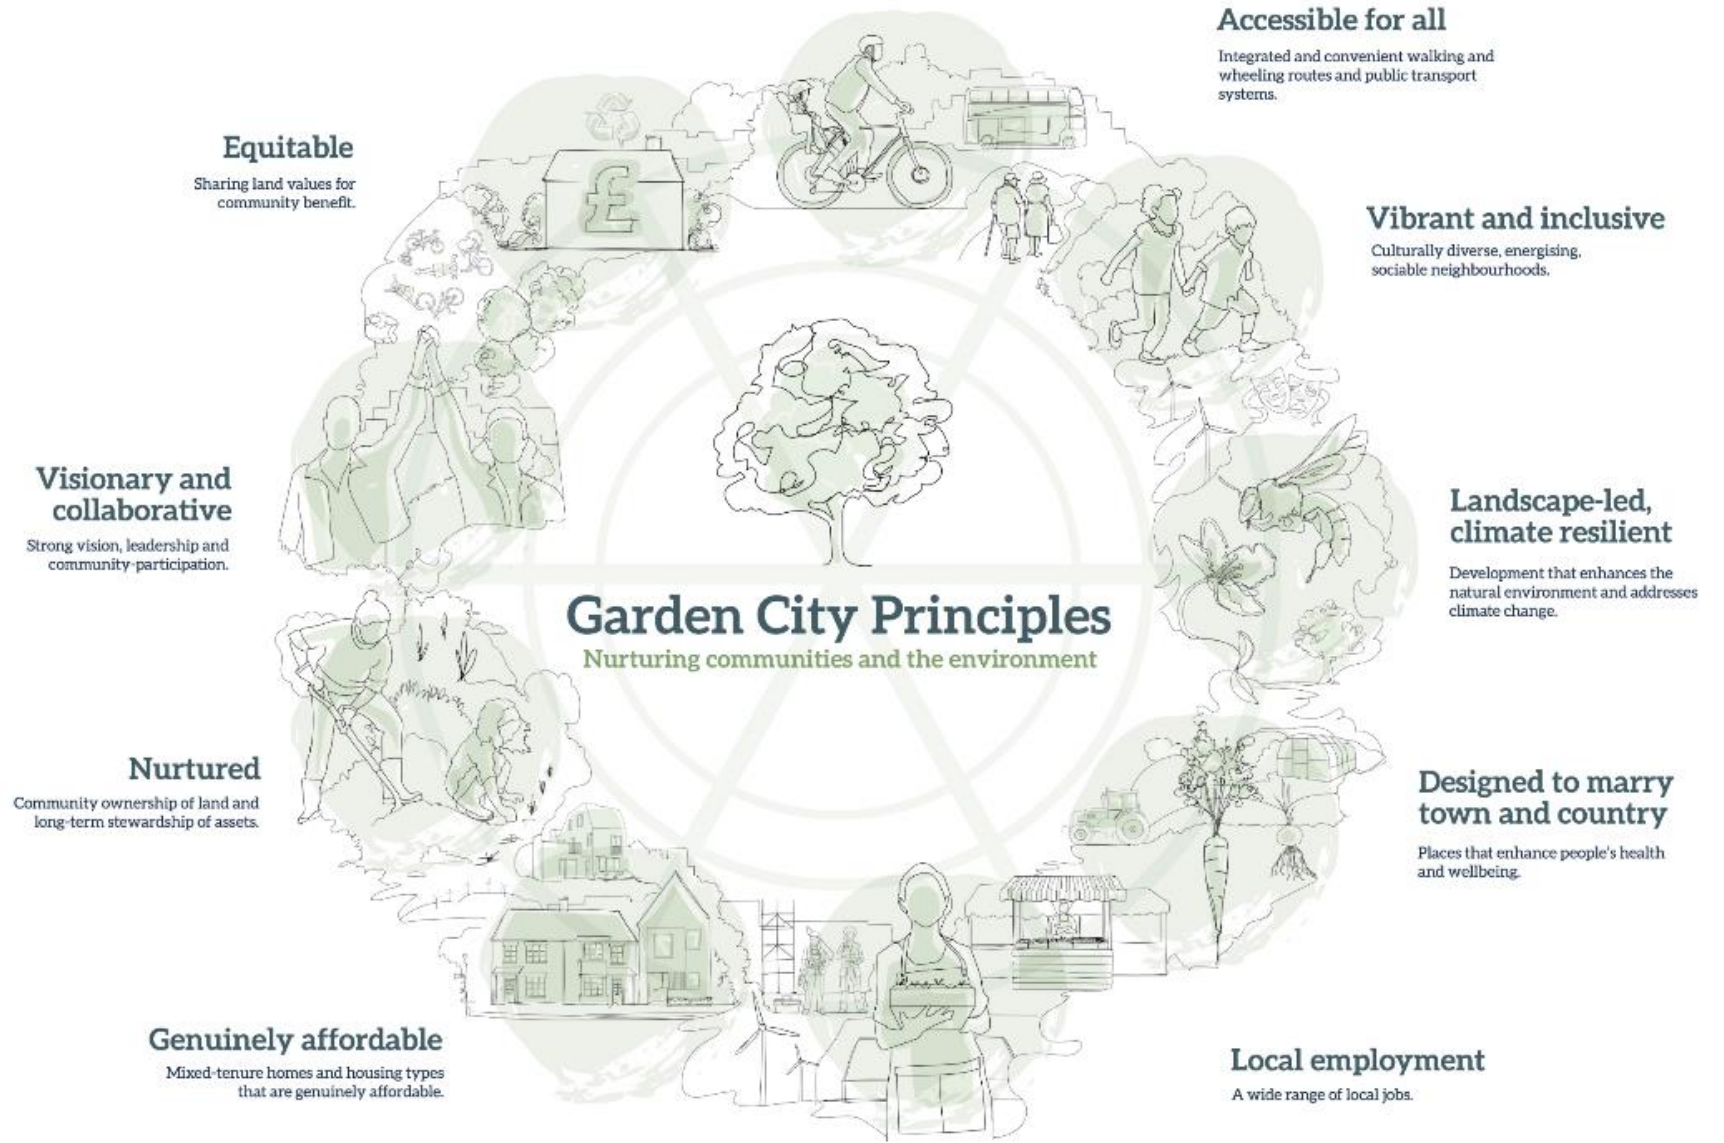 Accessible for all
Integrated and convenient walking and
wheeling routes and public transport
systems.
Equitable
Sharing land values for
community benefit.
£
Vibrant and inclusive
Culturally diverse, energising,
sociable neighbourhoods.
Visionary and
collaborative
Strong vision, leadership and
community-participation.
Landscape-led,
climate resilient
Development that enhances the
natural environment and addresses
climate change.
Garden City Principles
Nurturing communities and the environment
Nurtured
Community ownership of land and
long-term stewardship of assets.
Designed to marry
town and country
Places that enhance people's health
and wellbeing.
Genuinely affordable
Mixed-tenure homes and housing types
that are genuinely affordable.
Local employment
A wide range of local jobs.